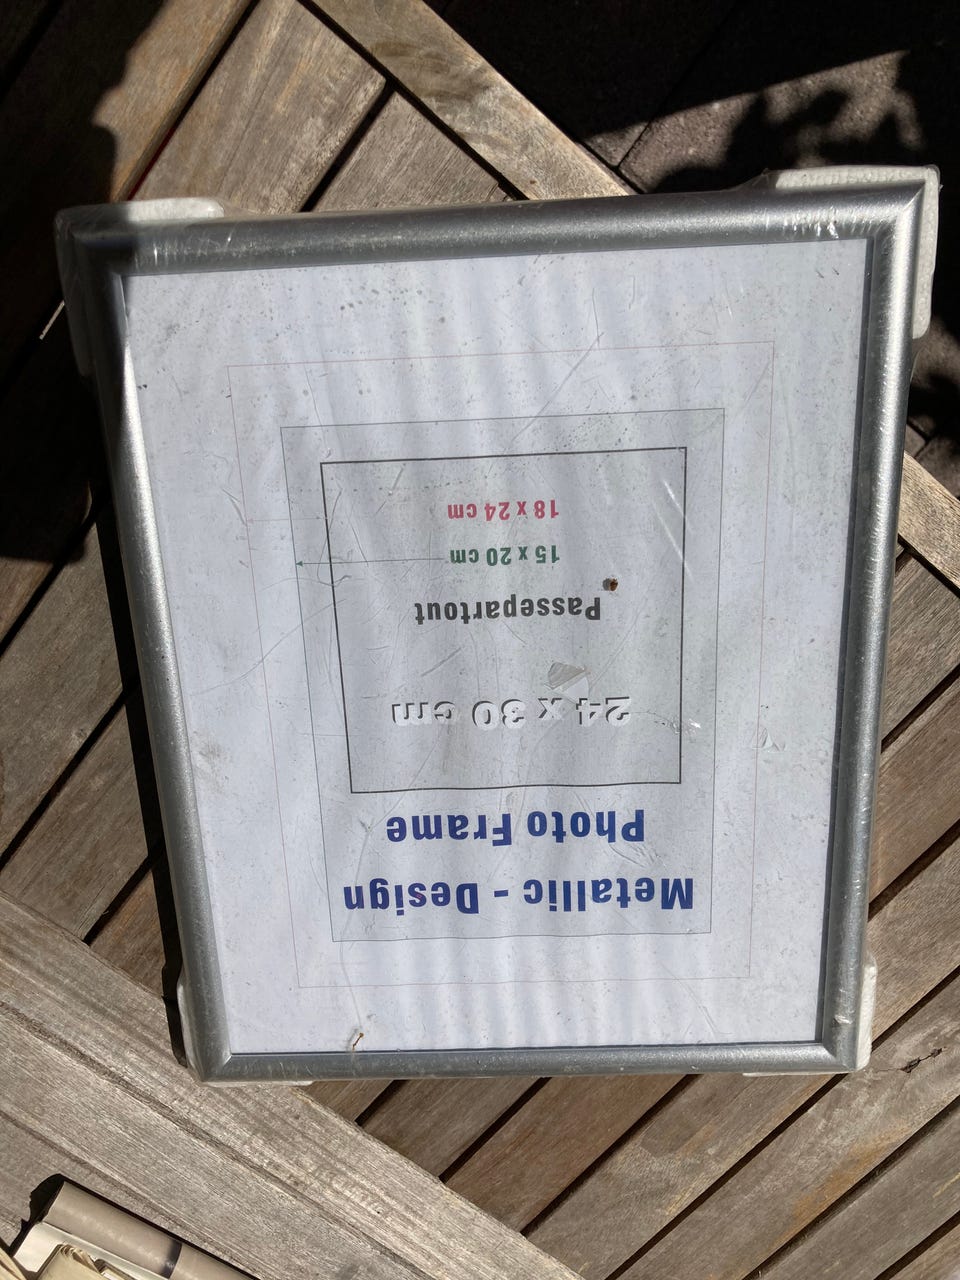 Metallic - Design
Photo Frame
24 x 30 cm
Passepartout
15 x 20 cm
18 x 24 cm